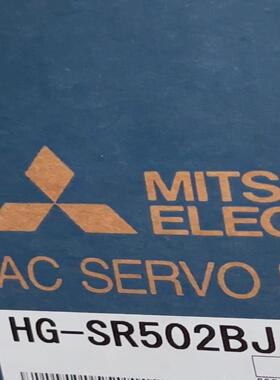 MITS
ELEC
AC SERVO
HG-SR502BJ